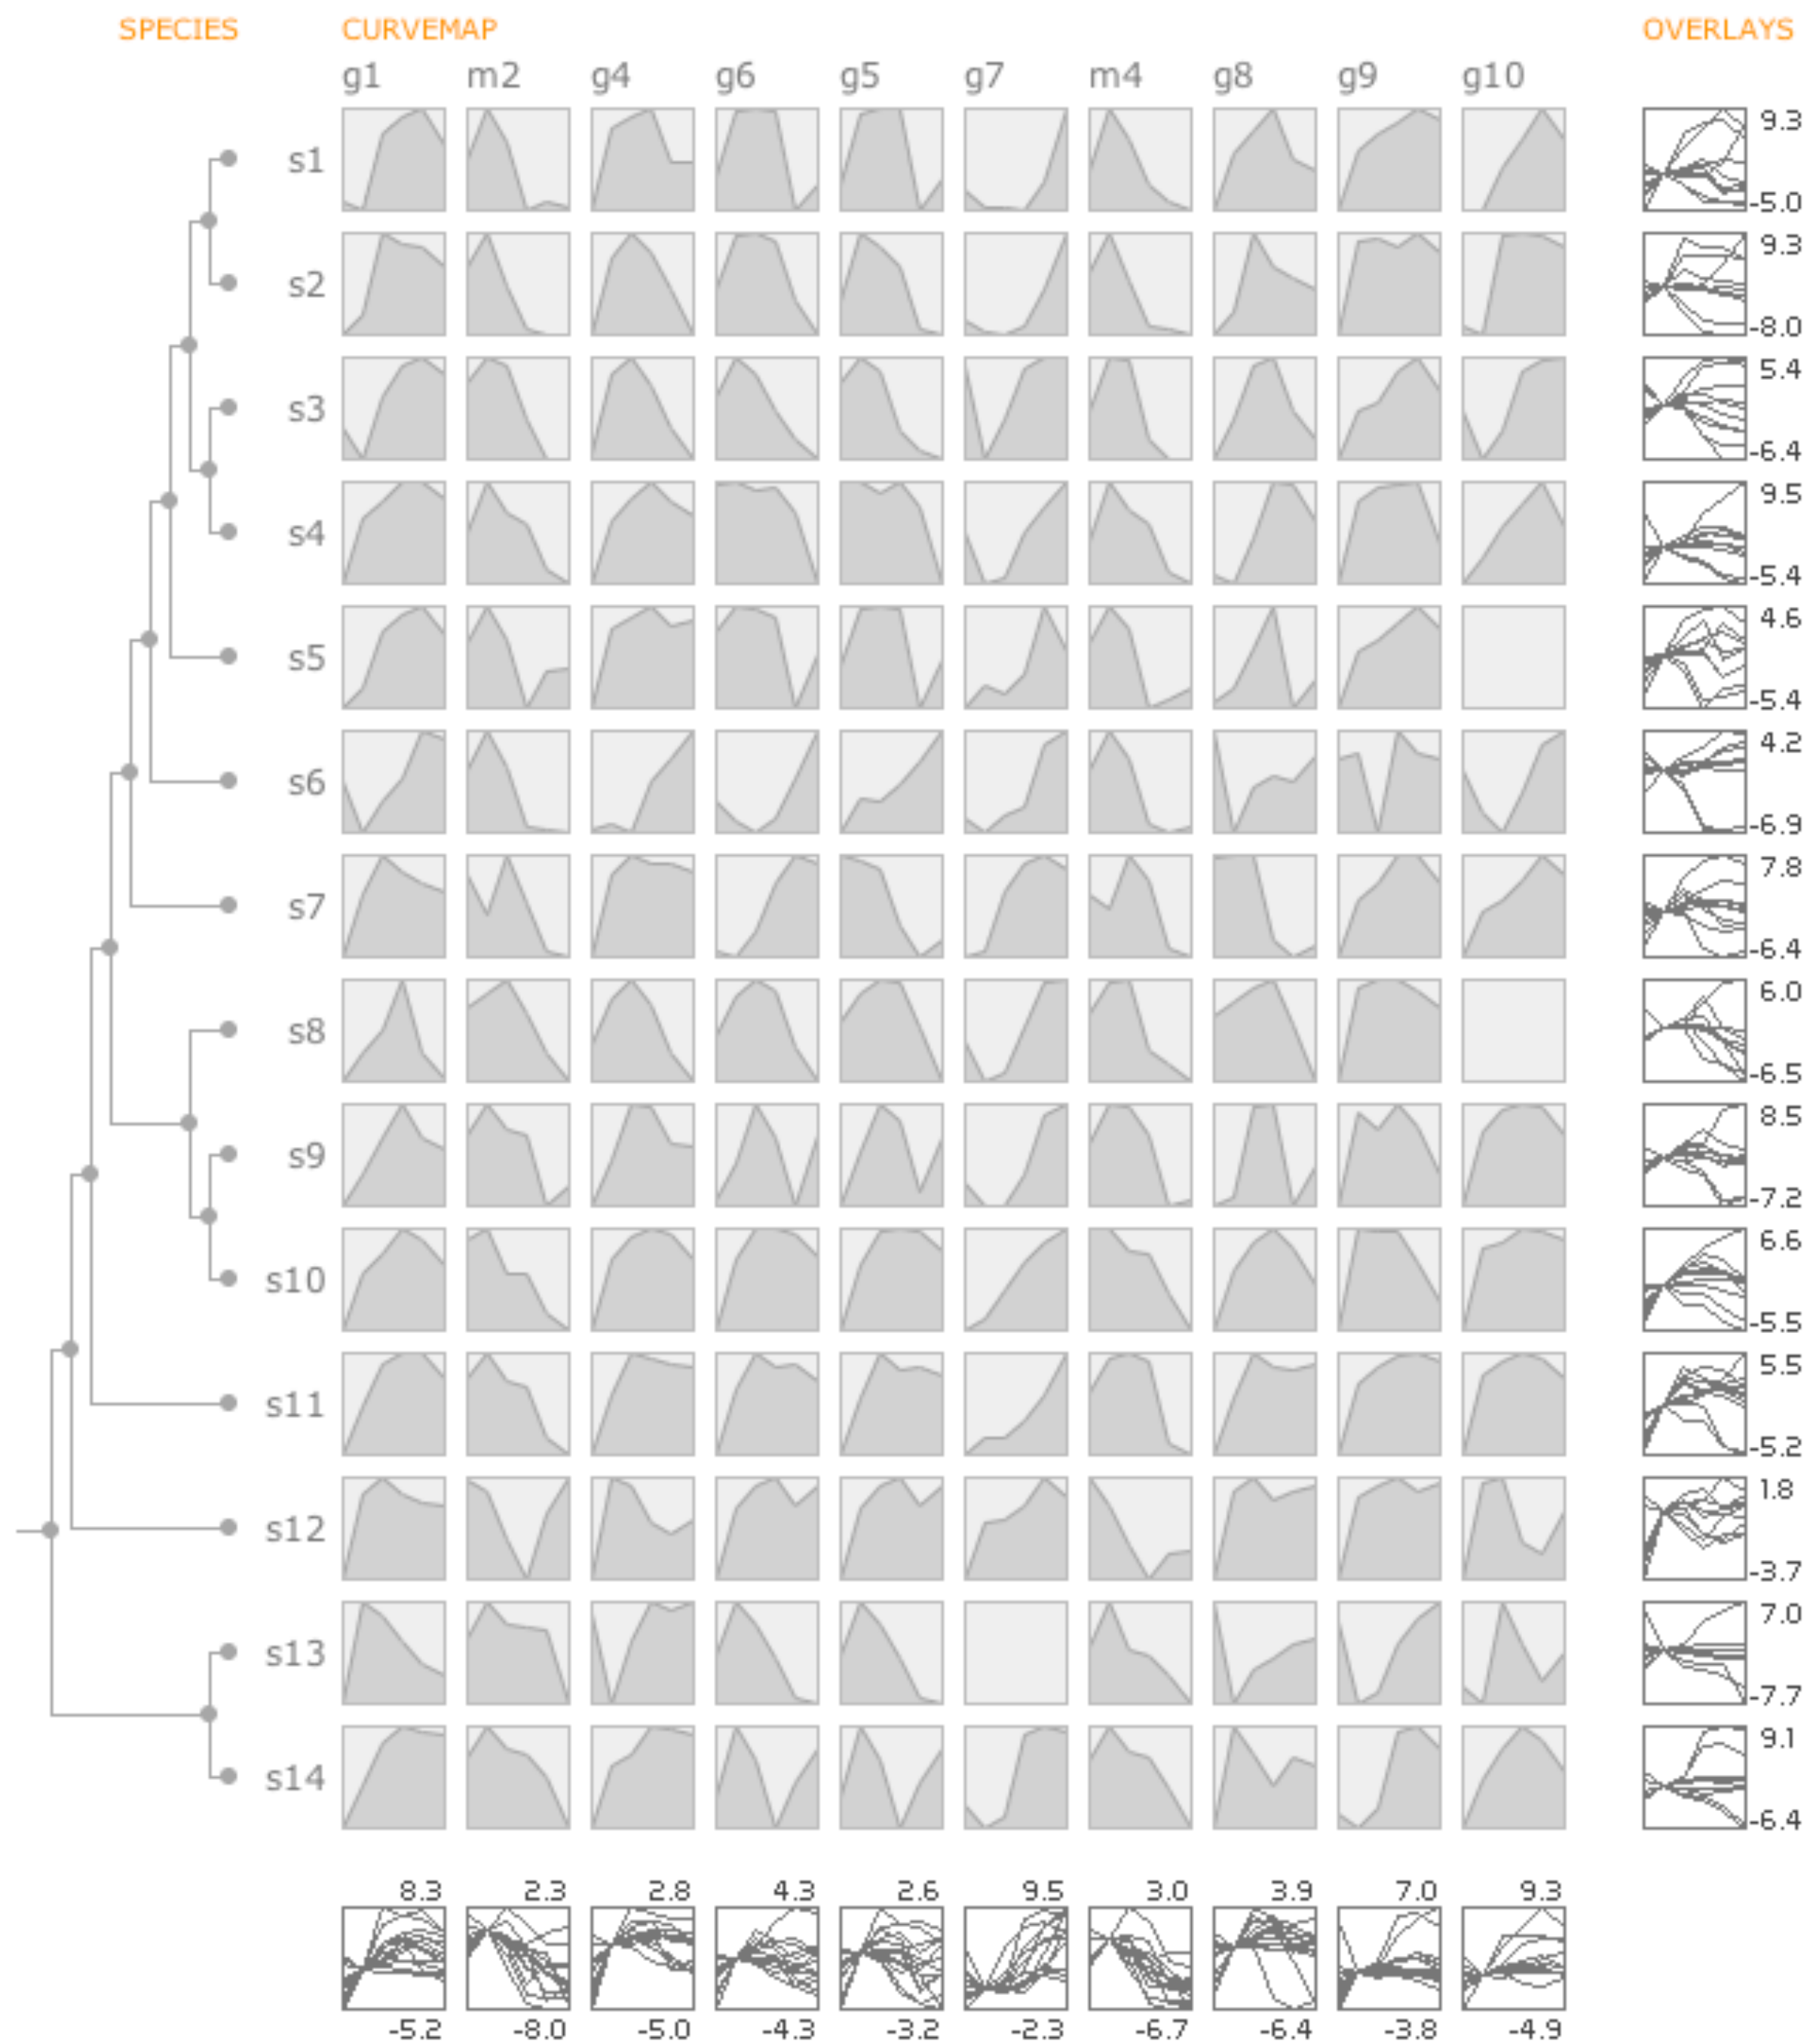 SPECIES CURVEMAP OVERLAYS
g1 m2 g4 g6 g5 g7 m4 g8 g9 g10
s1 9.3
-5.0
s2 9.3
-8.0
s3 5.4
-6.4
s4 9.5
-5.4
s5 4.6
-5.4
s6 4.2
-6.9
s7 7.8
-6.4
s8 6.0
-6.5
s9 8.5
-7.2
s10 6.6
-5.5
s11 5.5
-5.2
s12 1.8
-3.7
s13 7.0
-7.7
s14 9.1
-6.4
8.3 2.3 2.8 4.3 2.6 9.5 3.0 3.9 7.0 9.3
-5.2 -8.0 -5.0 -4.3 -3.2 -2.3 -6.7 -6.4 -3.8 -4.9